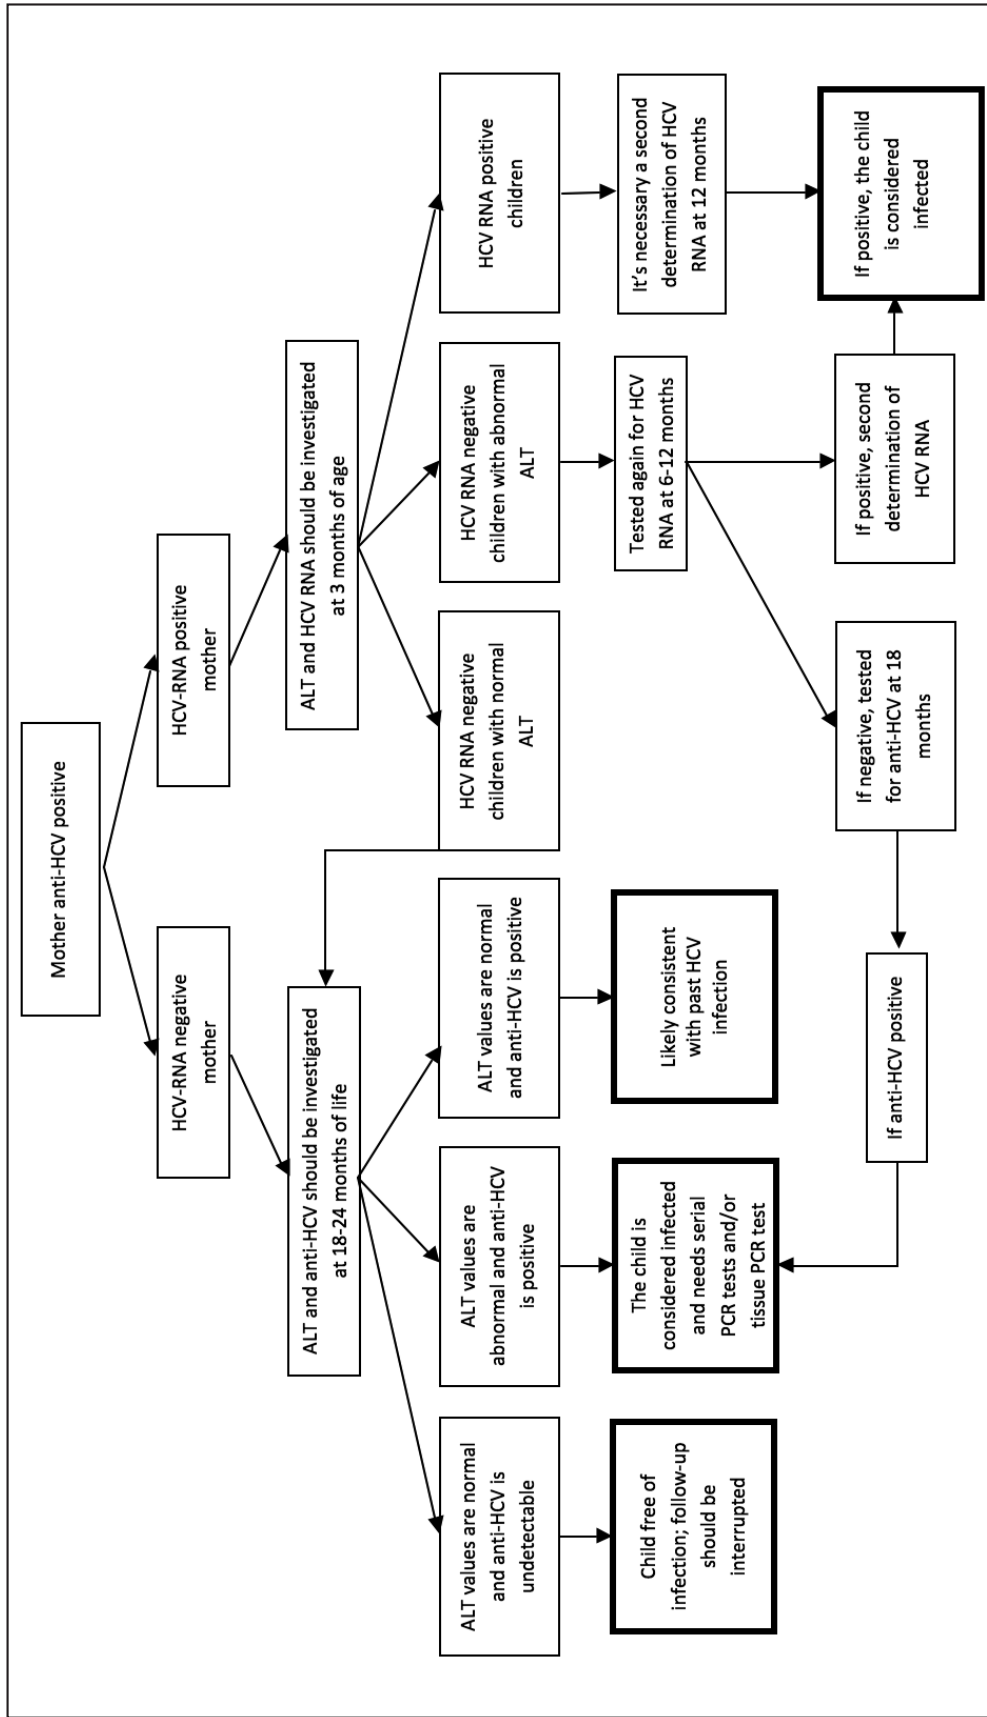 Mother anti-HCV positive
HCV-RNA negative
mother
HCV-RNA positive
mother
ALT and anti-HCV should be investigated
at 18-24 months of life
ALT and HCV RNA should be investigated
at 3 months of age
ALT values are normal
and anti-HCV is
undetectable
ALT values are
abnormal and anti-HCV
is positive
ALT values are normal
and anti-HCV is positive
HCV RNA negative
children with normal
ALT
HCV RNA negative
children with abnormal
ALT
HCV RNA positive
children
Child free of
infection; follow-up
should be
interrupted
The child is
considered infected
and needs serial
PCR tests and/or
tissue PCR test
Likely consistent
with past HCV
infection
Tested again for HCV
RNA at 6-12 months
It's necessary a second
determination of HCV
RNA at 12 months
If anti-HCV positive
If negative, tested
for anti-HCV at 18
months
If positive, second
determination of
HCV RNA
If positive, the child
is considered
infected